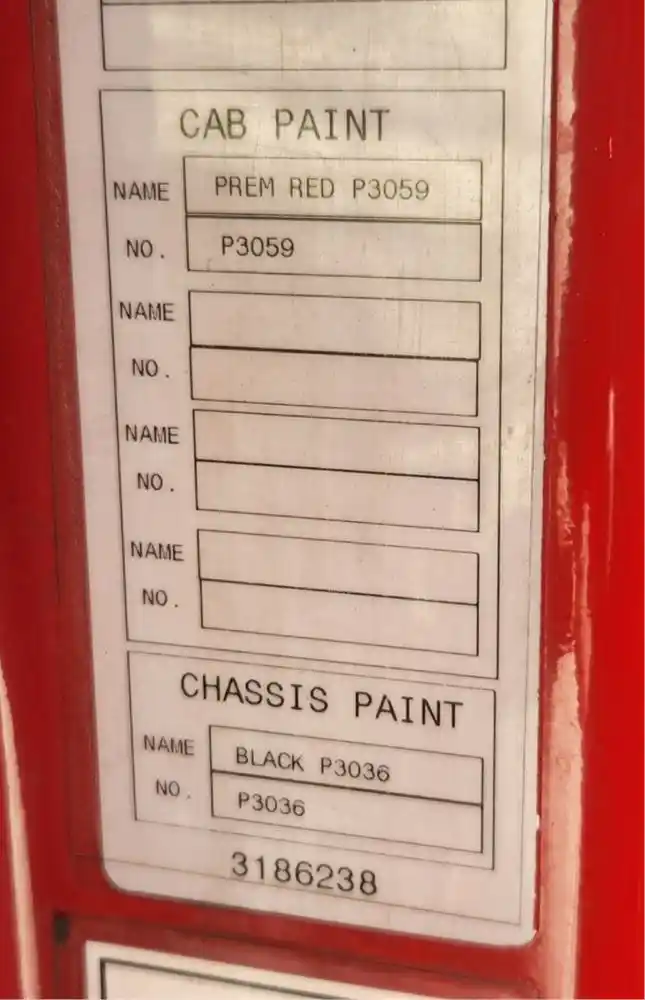 CAB PAINT
NAME PREM RED P3059
NO. P3059
NAME
NO.
NAME
NO.
NAME
NO.
CHASSIS PAINT
NAME BLACK P3036
NO. P3036
3186238